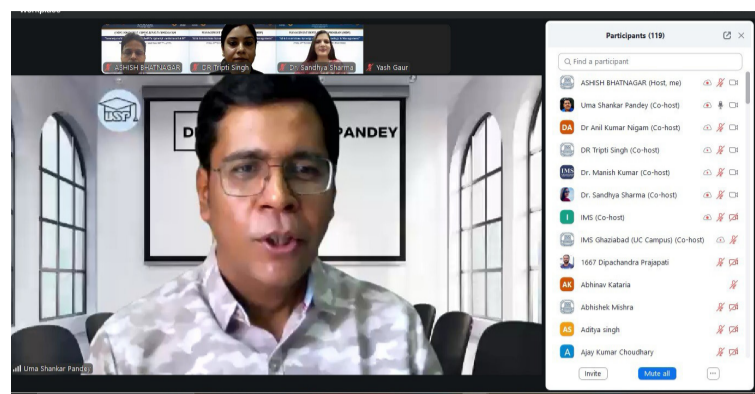 Workplace
ASHISH BHATNAGAR
DR Tripti Singh
Dr. Sandhya Sharma
Yash Gaur
USP
D
PANDEY
Uma Shankar Pandey
Participants (119)
Find a participant
ASHISH BHATNAGAR (Host, me)
Uma Shankar Pandey (Co-host)
DA Dr Anil Kumar Nigam (Co-host)
DR Tripti Singh (Co-host)
IMS Dr. Manish Kumar (Co-host)
Dr. Sandhya Sharma (Co-host)
I IMS (Co-host)
IMS Ghaziabad (UC Campus) (Co-host)
1667 Dipachandra Prajapati
AK Abhinav Kataria
Abhishek Mishra
AS Aditya singh
A Ajay Kumar Choudhary
Invite
Mute all